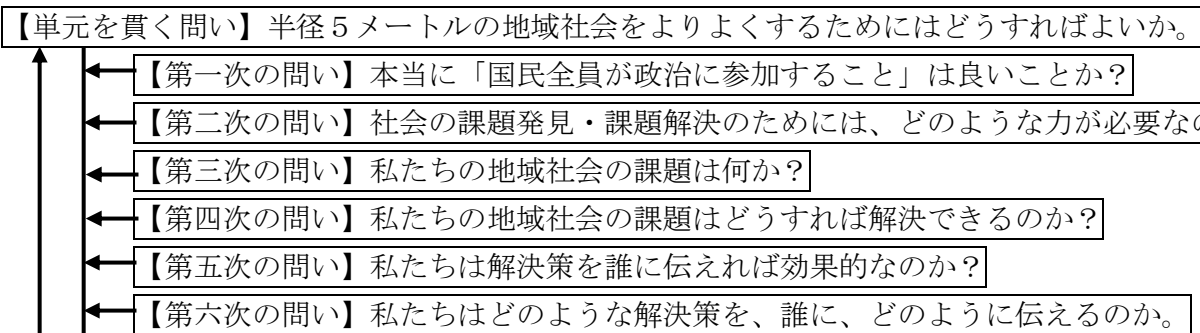 【単元を貫く問い】半径５メートルの地域社会をよりよくするためにはどうすればよいか。
【第一次の問い】本当に「国民全員が政治に参加すること」は良いことか？
【第二次の問い】社会の課題発見・課題解決のためには、どのような力が必要な
【第三次の問い】私たちの地域社会の課題は何か？
【第四次の問い】私たちの地域社会の課題はどうすれば解決できるのか？
【第五次の問い】私たちは解決策を誰に伝えれば効果的なのか？
【第六次の問い】私たちはどのような解決策を、誰に、どのように伝えるのか。